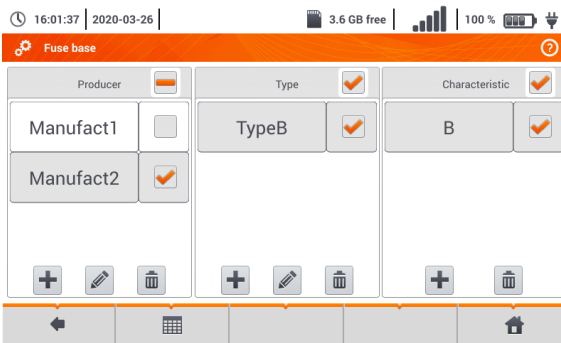 16:01:37 2020-03-26 3.6 GB free 100 %
Fuse base ?
Producer Type Characteristic
Manufact1 TypeB B
Manufact2